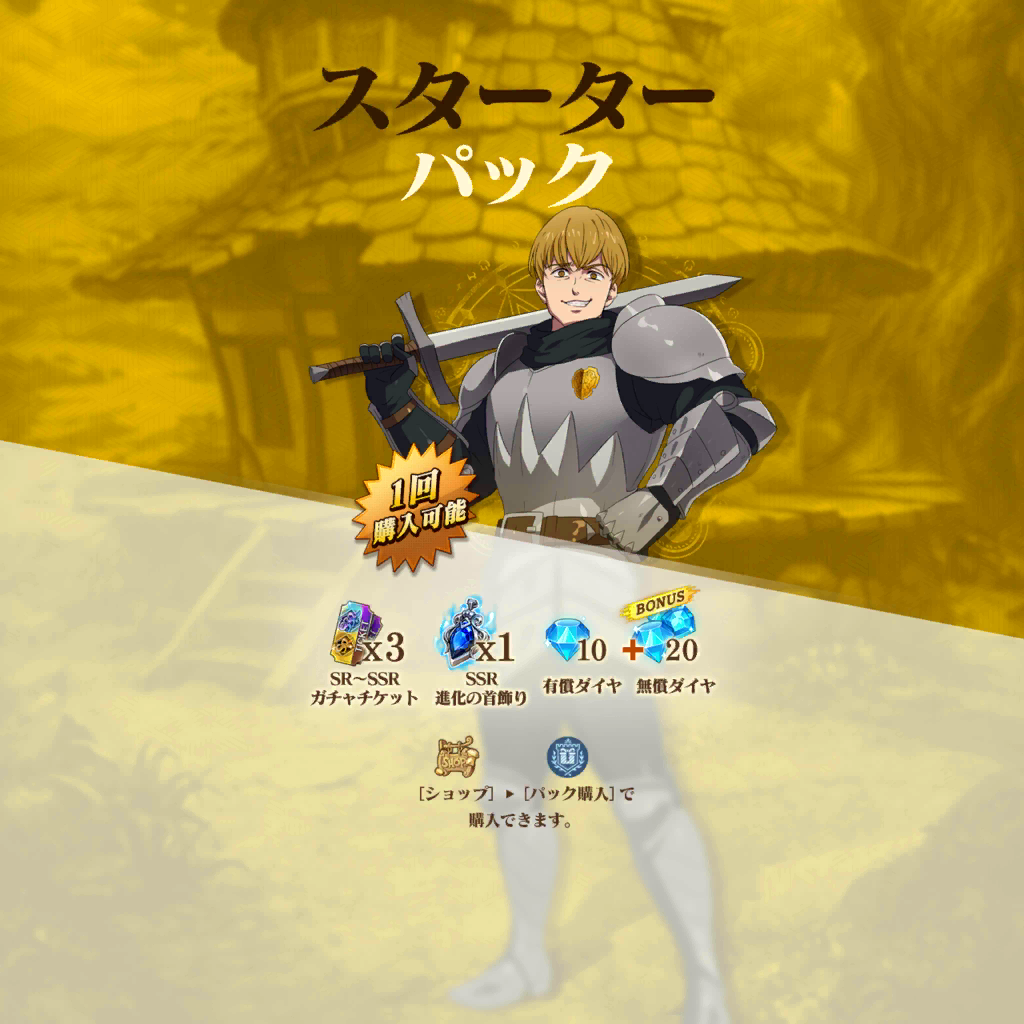 スターター
パック
1回
購入可能
x3
SR～SSR
ガチャチケット
x1
SSR
進化の首飾り
10
有償ダイヤ
BONUS
+20
無償ダイヤ
SHOP
[ショップ] ▶ [パック購入] で
購入できます。